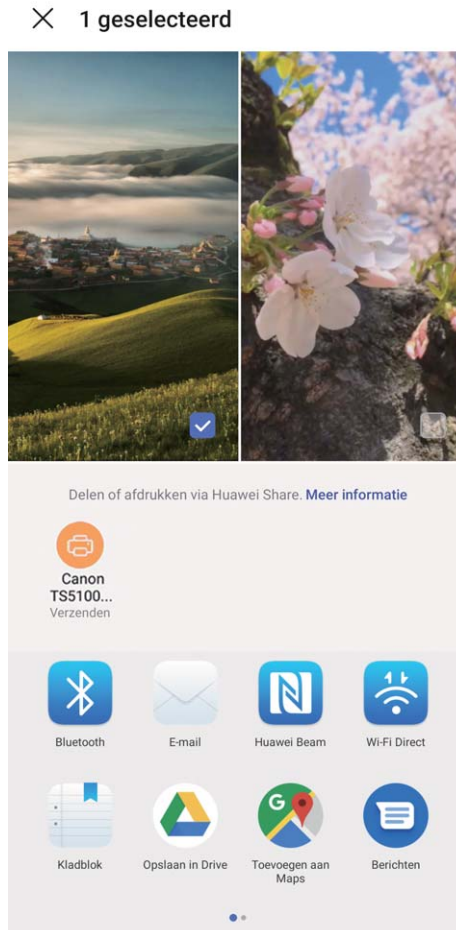 1 geselecteerd
Delen of afdrukken via Huawei Share. Meer informatie
Canon
TS5100...
Verzenden
Bluetooth
E-mail
Huawei Beam
Wi-Fi Direct
Kladblok
Opslaan in Drive
G
Toevoegen aan
Maps
Berichten